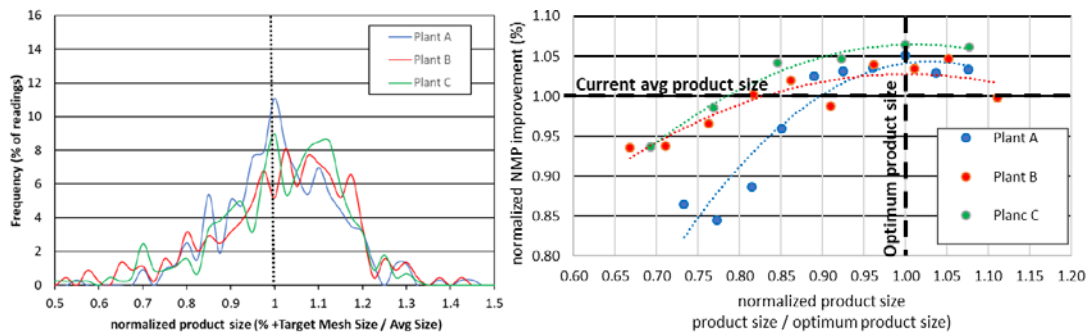 16
14
12
10
8
6
4
2
0
Frequency (% of readings)
Plant A
Plant B
Plant C
0.5 0.6 0.7 0.8 0.9 1 1.1 1.2 1.3 1.4 1.5
normalized product size (% +Target Mesh Size / Avg Size)
1.10
1.05
1.00
0.95
0.90
0.85
0.80
normalized NMP improvement (%)
Current avg product size
Optimum product size
Plant A
Plant B
Planc C
0.60 0.70 0.75 0.80 0.85 0.90 0.95 1.00 1.05 1.10 1.20
normalized product size
product size / optimum product size)